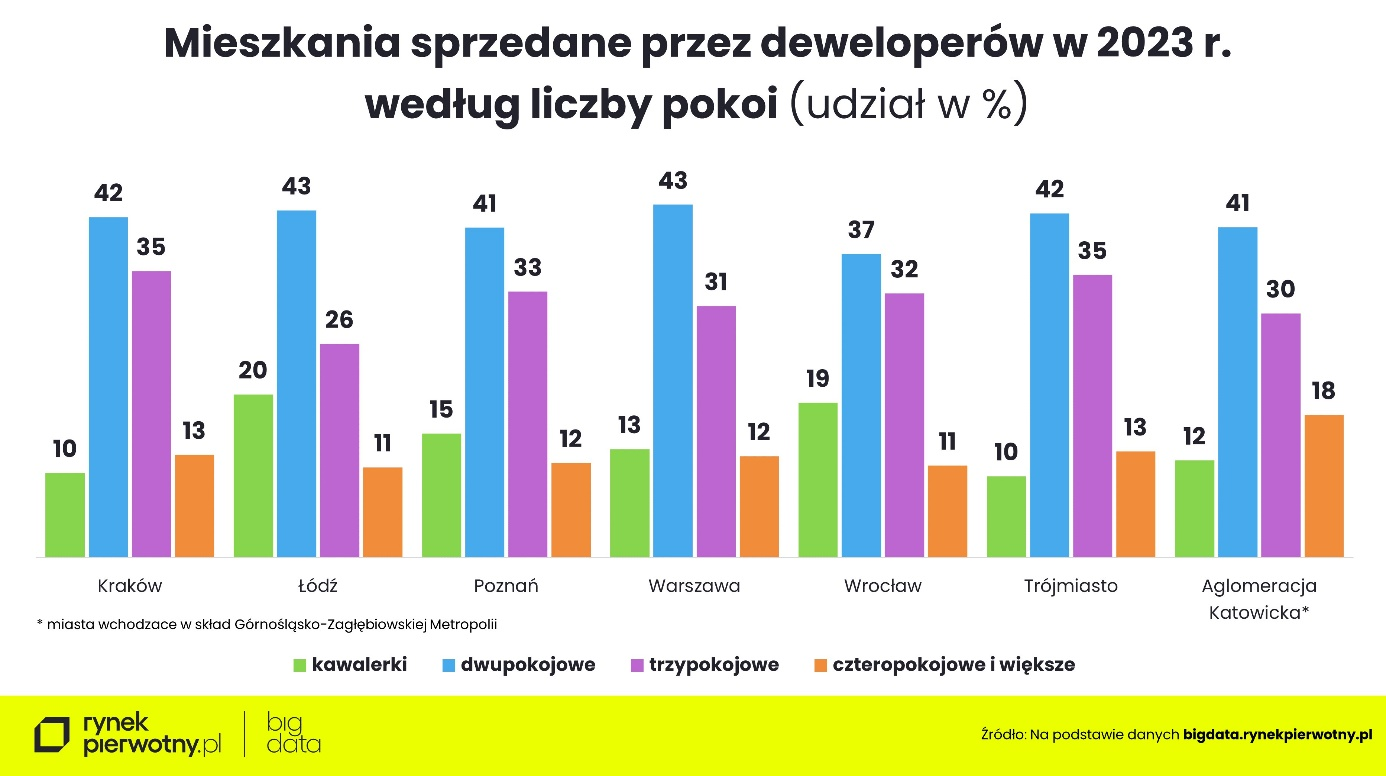 Mieszkania sprzedane przez deweloperów w 2023 r.
według liczby pokoi (udział w %)
10 42 35 13
20 43 26 11
15 41 33 12
13 43 31 12
19 37 32 11
10 42 35 13
12 41 30 18
Kraków
Łódź
Poznań
Warszawa
Wrocław
Trójmiasto
Aglomeracja
Katowicka*
* miasta wchodzace w skład Górnośląsko-Zagłębiowskiej Metropolii
kawalerki dwupokojowe trzypokojowe czteropokojowe i większe
rynek
pierwotny.pl
big
data
Źródło: Na podstawie danych bigdata.rynekpierwotny.pl